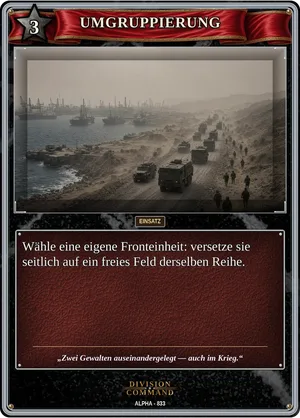 3
UMGRUPPIERUNG
EINSATZ
Wähle eine eigene Fronteinheit: versetze sie
seitlich auf ein freies Feld derselben Reihe.
„Zwei Gewalten auseinandergelegt — auch im Krieg.“
DIVISION
COMMAND
ALPHA - 833